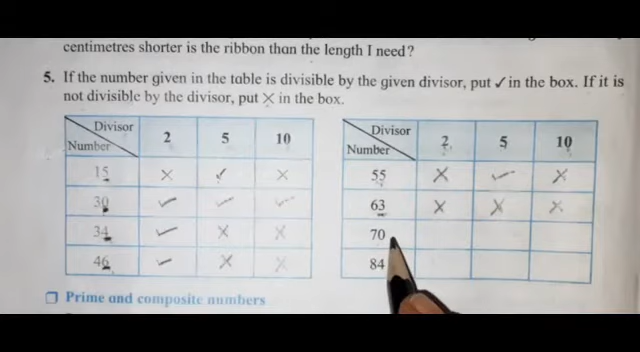 centimetres shorter is the ribbon than the length I need?
5. If the number given in the table is divisible by the given divisor, put ✓ in the box. If it is
not divisible by the divisor, put ✕ in the box.
Divisor 2 5 10
Number
15 ✕ ✓ ✕
30 ✓ ✓ ✓
34 ✓ ✕ ✕
46 ✓ ✕ ✕
Divisor 2 5 10
Number
55 ✕ ✓ ✕
63 ✕ ✕ ✕
70
84
❒ Prime and composite numbers